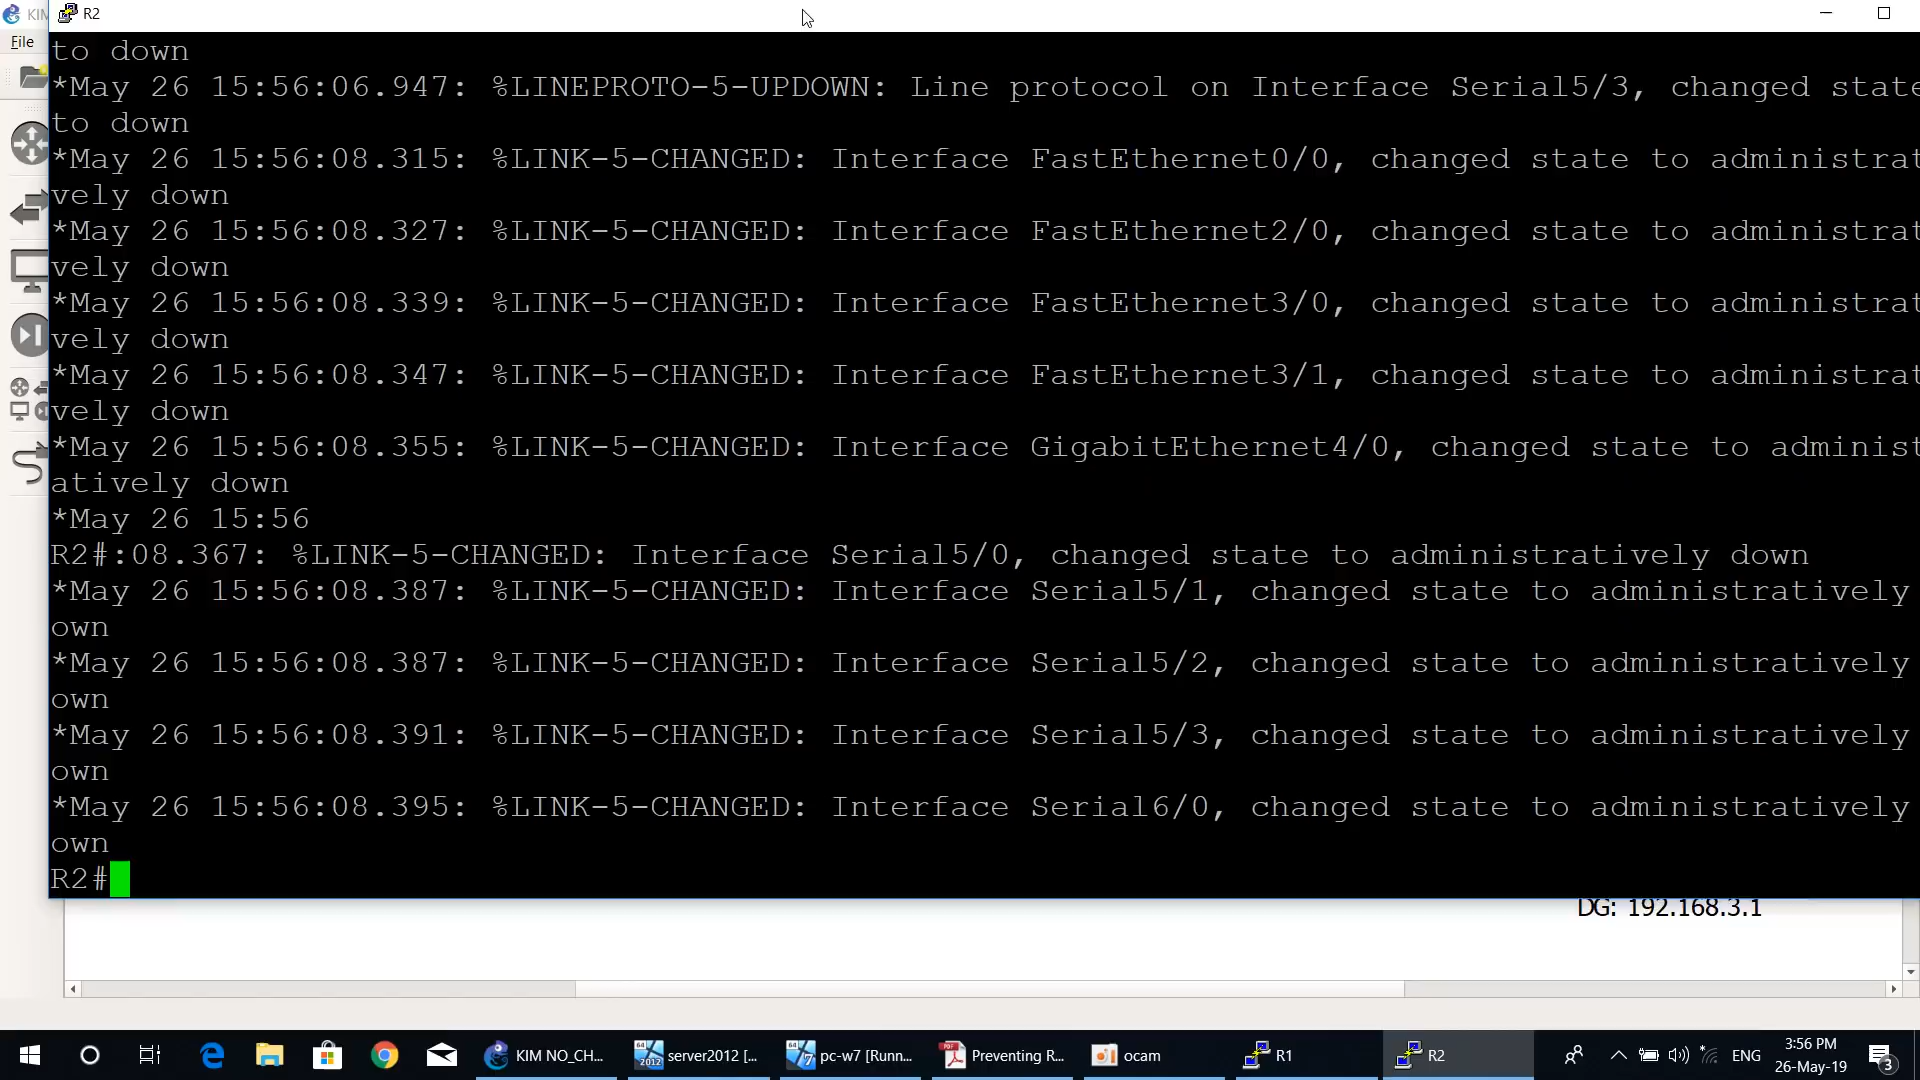 KIM
R2
File
to down
*May 26 15:56:06.947: %LINEPROTO-5-UPDOWN: Line protocol on Interface Serial5/3, changed state
to down
*May 26 15:56:08.315: %LINK-5-CHANGED: Interface FastEthernet0/0, changed state to administrat
vely down
*May 26 15:56:08.327: %LINK-5-CHANGED: Interface FastEthernet2/0, changed state to administrat
vely down
*May 26 15:56:08.339: %LINK-5-CHANGED: Interface FastEthernet3/0, changed state to administrat
vely down
*May 26 15:56:08.347: %LINK-5-CHANGED: Interface FastEthernet3/1, changed state to administrat
vely down
*May 26 15:56:08.355: %LINK-5-CHANGED: Interface GigabitEthernet4/0, changed state to administ
atively down
*May 26 15:56
R2#:08.367: %LINK-5-CHANGED: Interface Serial5/0, changed state to administratively down
*May 26 15:56:08.387: %LINK-5-CHANGED: Interface Serial5/1, changed state to administratively
own
*May 26 15:56:08.387: %LINK-5-CHANGED: Interface Serial5/2, changed state to administratively
own
*May 26 15:56:08.391: %LINK-5-CHANGED: Interface Serial5/3, changed state to administratively
own
*May 26 15:56:08.395: %LINK-5-CHANGED: Interface Serial6/0, changed state to administratively
own
R2#
DG: 192.168.3.1
KIM NO_CH...
server2012 [...
pc-w7 [Runn...
Preventing R...
ocam
R1
R2
ENG
3:56 PM
26-May-19
3